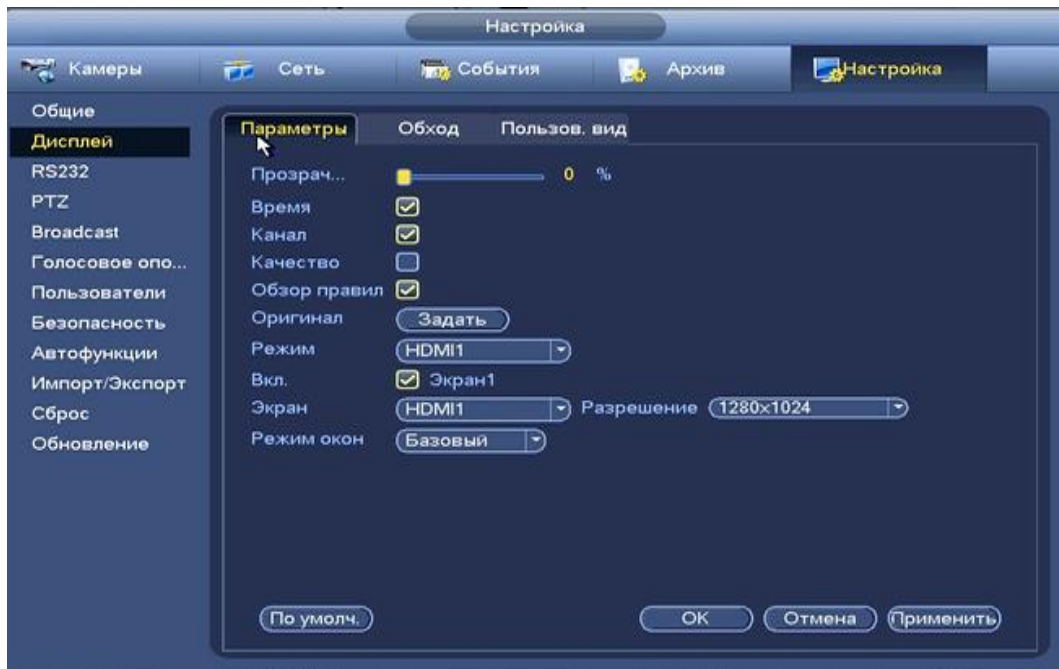 Настройка
Камеры Сеть События Архив Настройка
Общие
Дисплей
RS232
PTZ
Broadcast
Голосовое опо...
Пользователи
Безопасность
Автофункции
Импорт/Экспорт
Сброс
Обновление
Параметры Обход Пользов. вид
Прозрач... 0 %
Время
Канал
Качество
Обзор правил
Оригинал Задать
Режим HDMI1
Вкл. Экран1
Экран HDMI1 Разрешение 1280×1024
Режим окон Базовый
По умолч. OK Отмена Применить